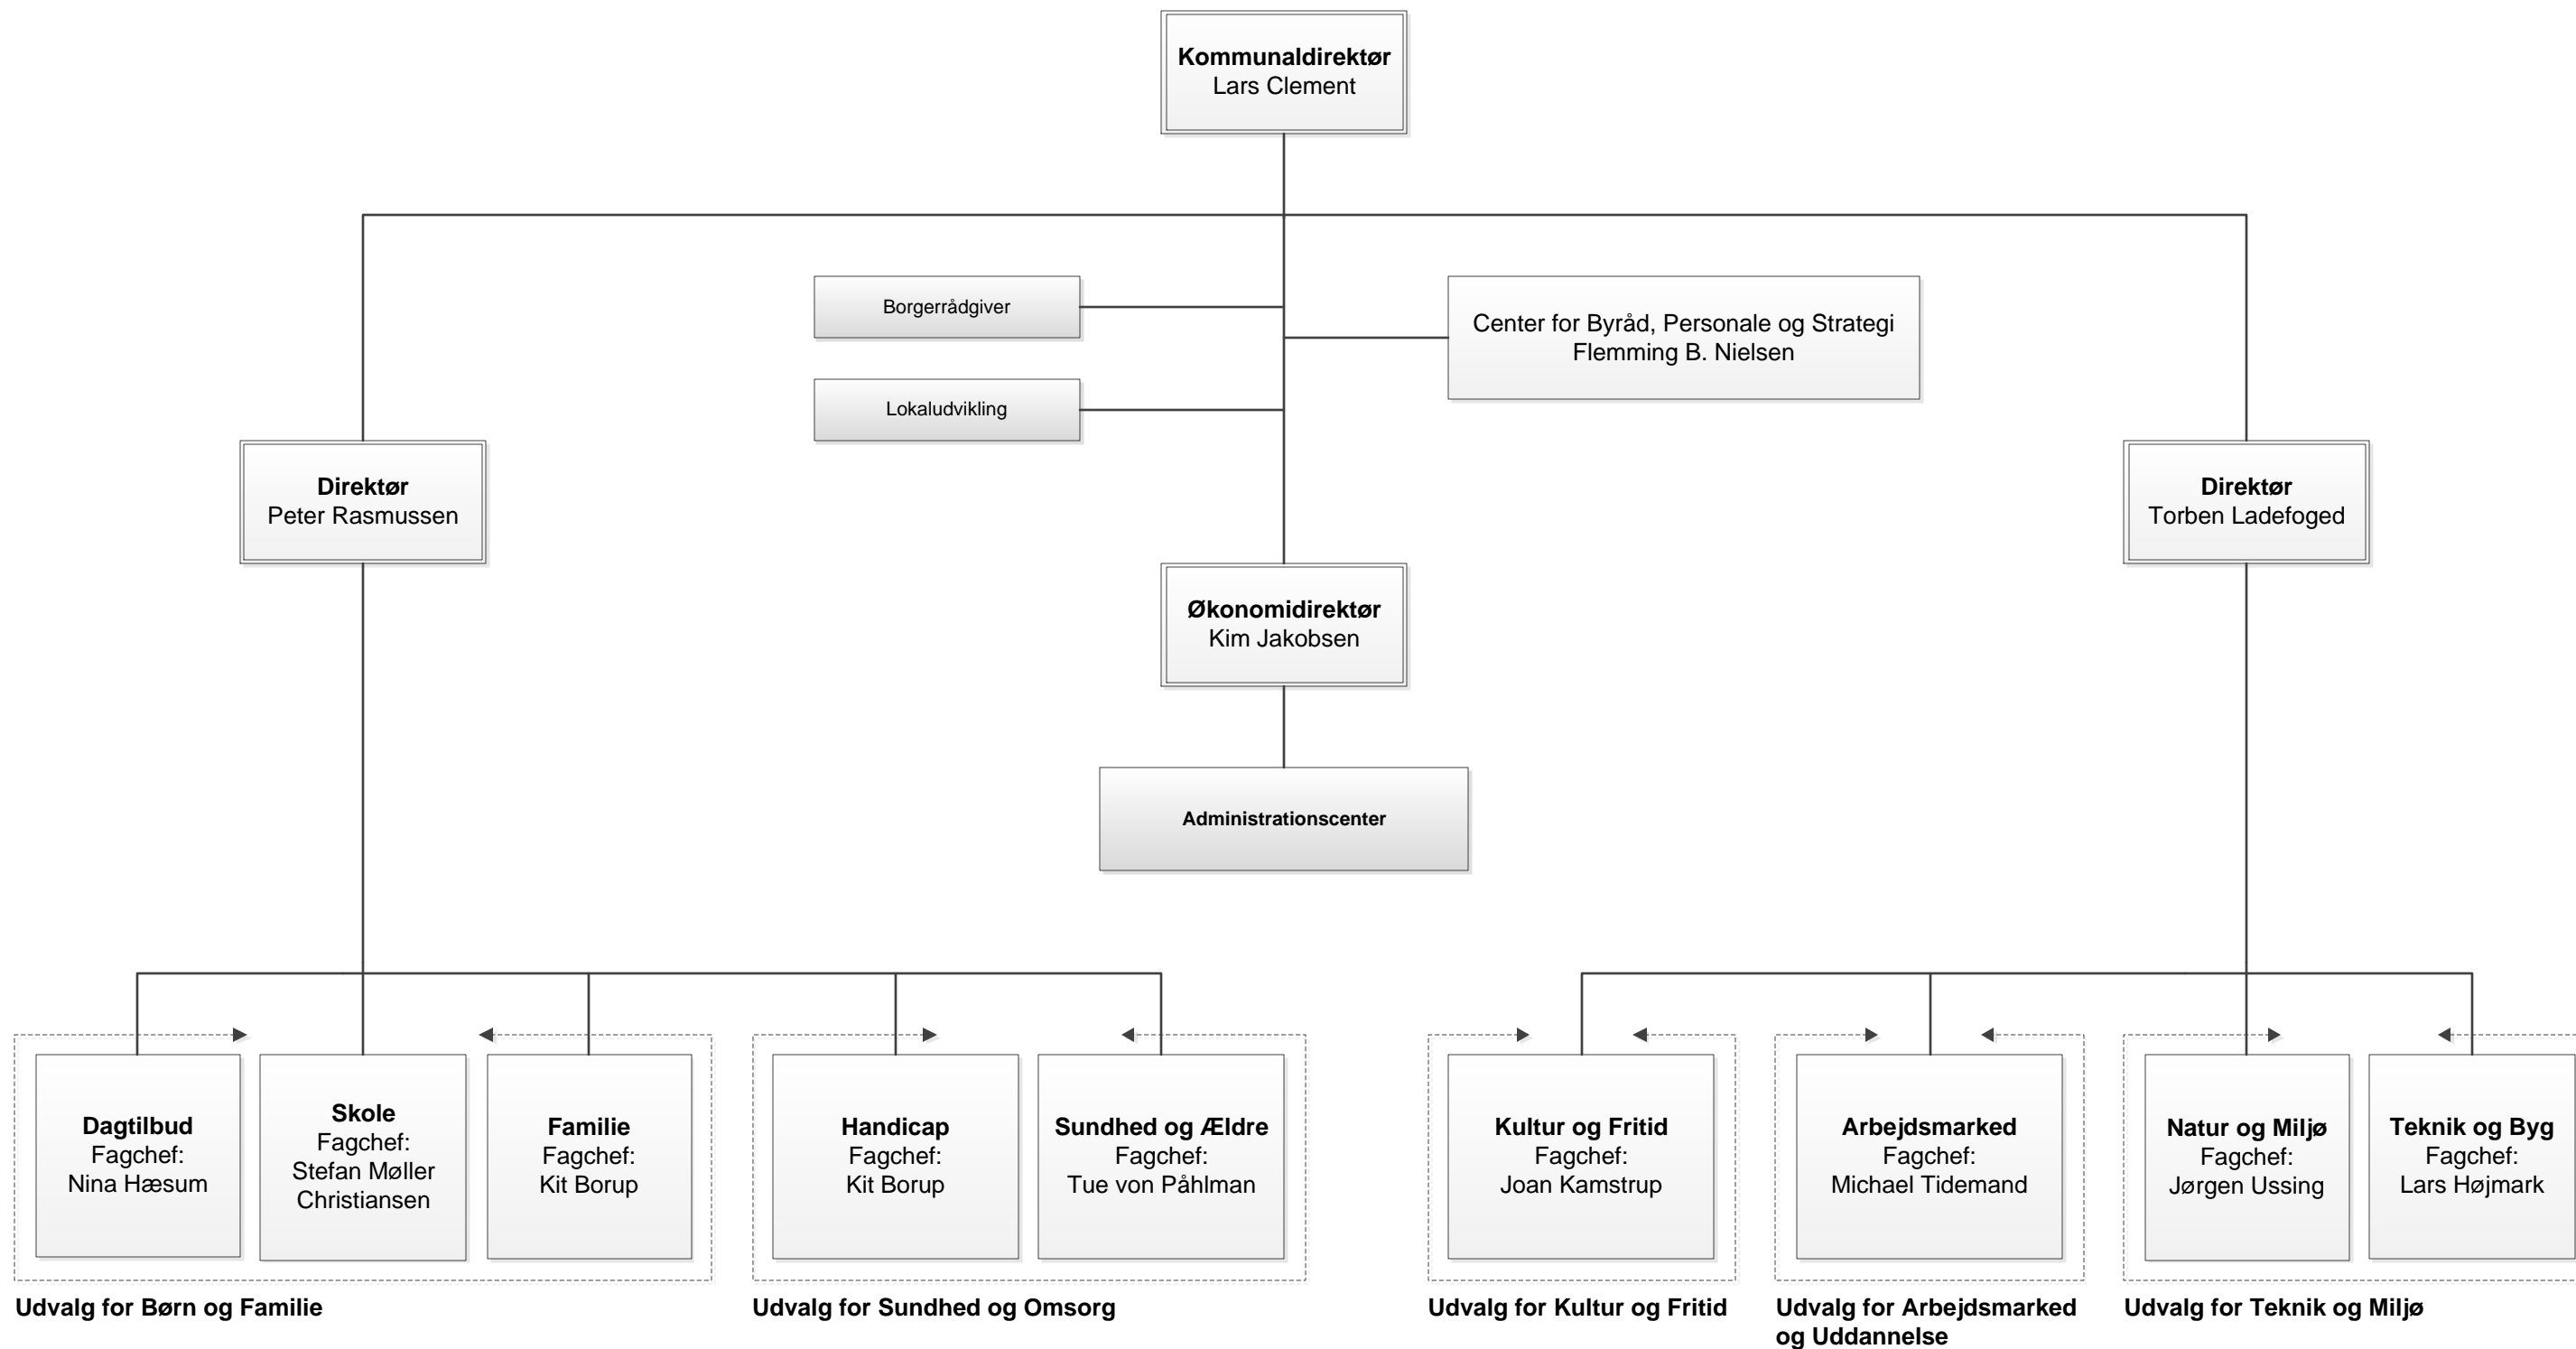 Kommunaldirektør
Lars Clement
Borgerrådgiver
Center for Byråd, Personale og Strategi
Flemming B. Nielsen
Lokaludvikling
Direktør
Peter Rasmussen
Direktør
Torben Ladefoged
Økonomidirektør
Kim Jakobsen
Administrationscenter
Dagtilbud
Fagchef:
Nina Hæsum
Skole
Fagchef:
Stefan Møller
Christiansen
Familie
Fagchef:
Kit Borup
Handicap
Fagchef:
Kit Borup
Sundhed og Ældre
Fagchef:
Tue von Påhlman
Kultur og Fritid
Fagchef:
Joan Kamstrup
Arbejdsmarked
Fagchef:
Michael Tidemand
Natur og Miljø
Fagchef:
Jørgen Ussing
Teknik og Byg
Fagchef:
Lars Højmark
Udvalg for Børn og Familie
Udvalg for Sundhed og Omsorg
Udvalg for Kultur og Fritid
Udvalg for Arbejdsmarked
og Uddannelse
Udvalg for Teknik og Miljø